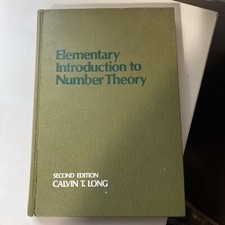 Elementary
Introduction to
Number Theory
SECOND EDITION
CALVIN T. LONG